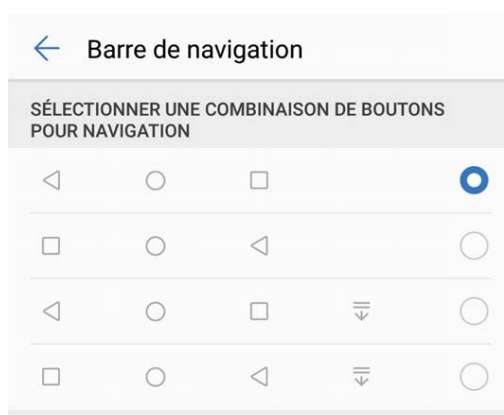 Barre de navigation
SÉLECTIONNER UNE COMBINAISON DE BOUTONS
POUR NAVIGATION